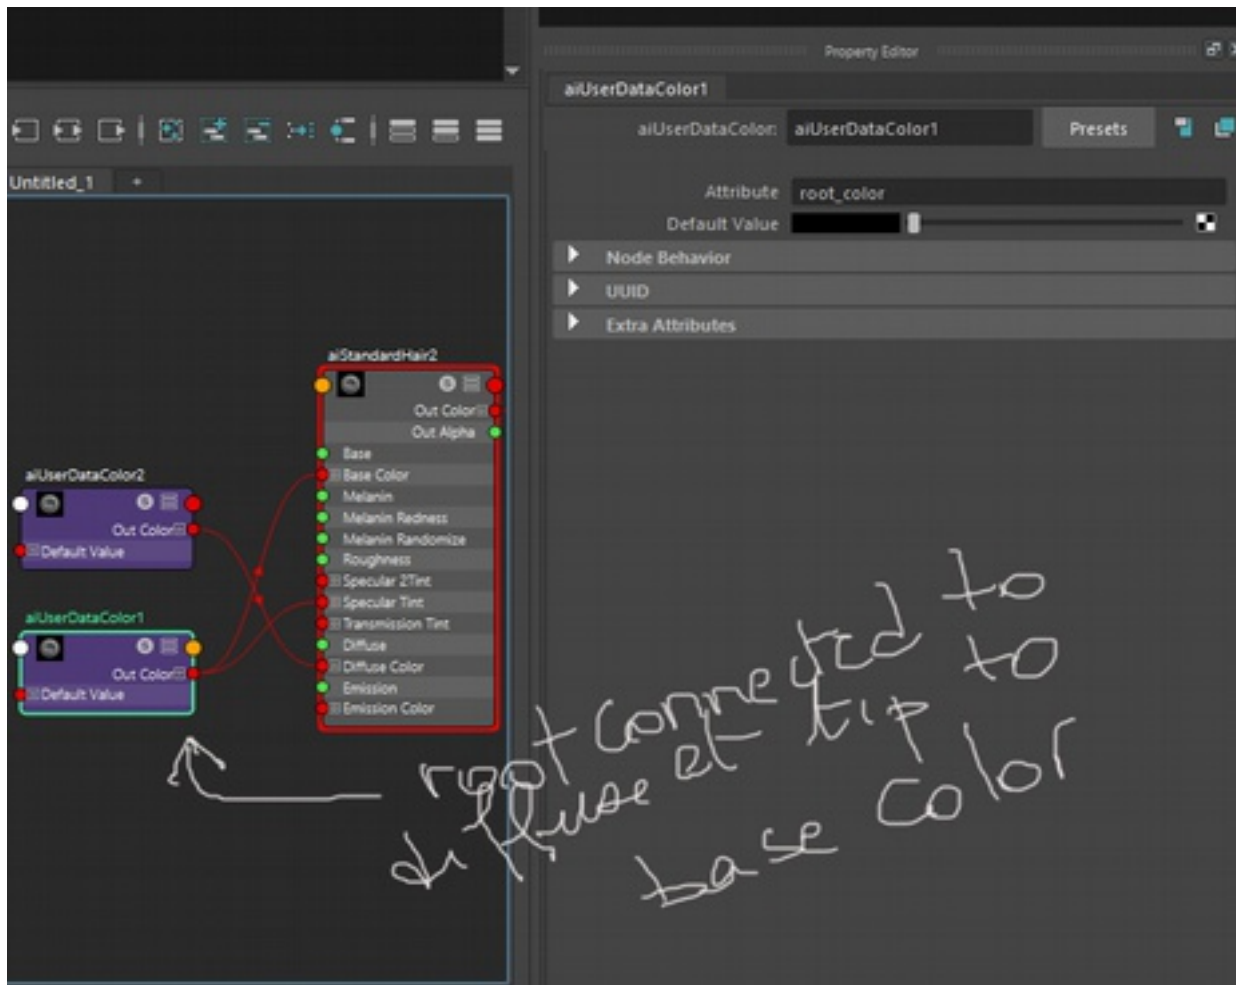 Property Editor
aiUserDataColor1
aiUserDataColor: aiUserDataColor1 Presets
Attribute root_color
Default Value
Node Behavior
UUID
Extra Attributes
Untitled_1 +
aiStandardHair2
Out Color
Out Alpha
Base
Base Color
Melanin
Melanin Redness
Melanin Randomize
Roughness
Specular 2Tint
Specular Tint
Transmission Tint
Diffuse
Diffuse Color
Emission
Emission Color
aiUserDataColor2
Out Color
Default Value
aiUserDataColor1
Out Color
Default Value
root connected to
diffuse et tip to
base color